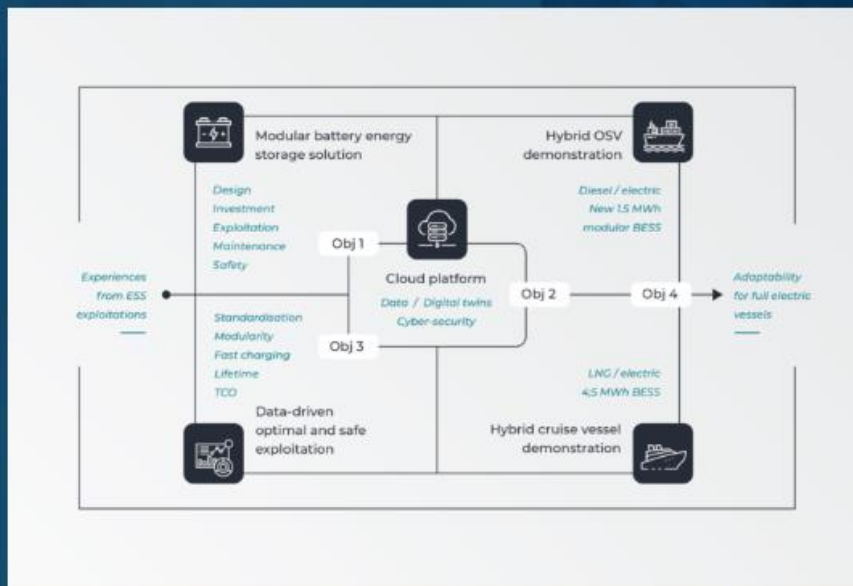 Modular battery energy
storage solution
Hybrid OSV
demonstration
Design
Investment
Exploitation
Maintenance
Safety
Diesel / electric
New 1.5 MWh
modular BESS
Obj 1
Cloud platform
Data / Digital twins
Cyber-security
Experiences
from ESS
exploitations
Obj 2
Obj 4
Adaptability
for full electric
vessels
Standardisation
Modularity
Fast charging
Lifetime
TCO
Obj 3
LNG / electric
4,5 MWh BESS
Data-driven
optimal and safe
exploitation
Hybrid cruise vessel
demonstration